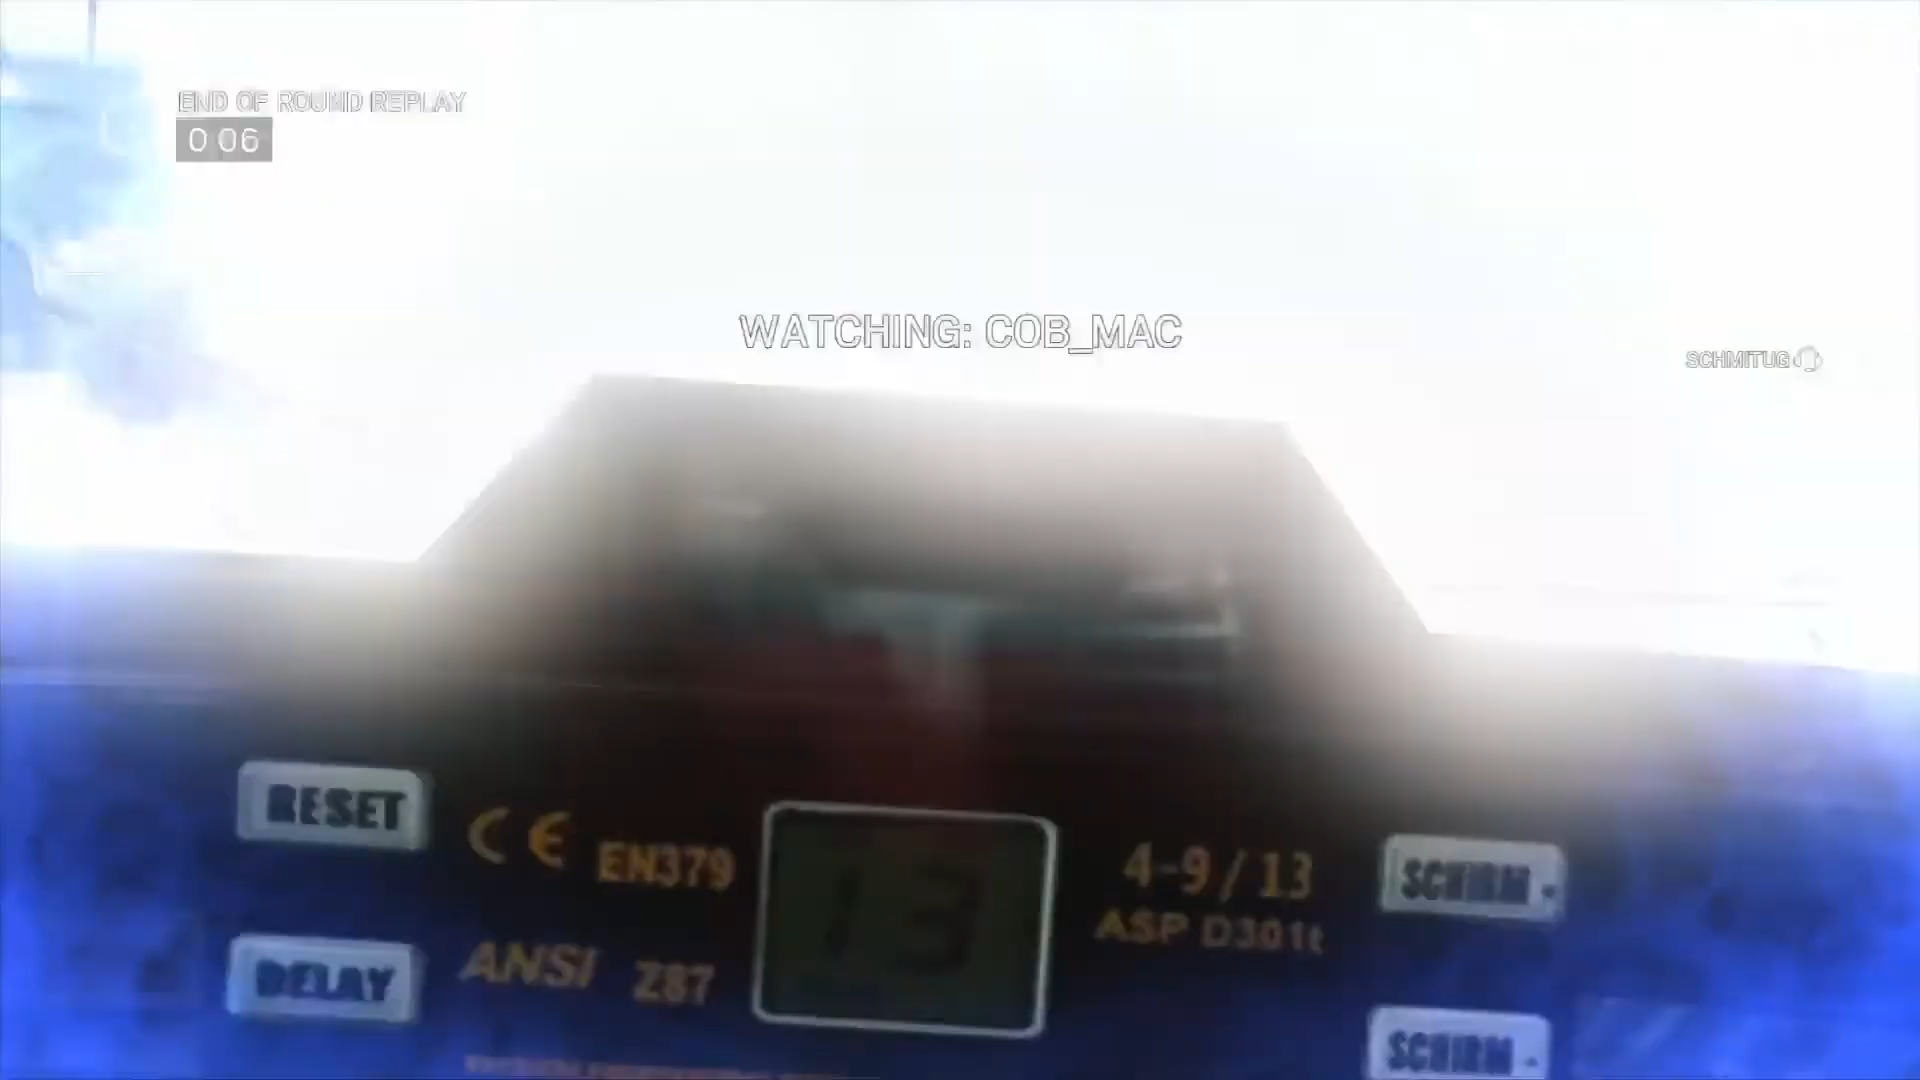 END OF ROUND REPLAY
0 06
WATCHING: COB_MAC
SCHMITUG
RESET
CE EN379
13
4-9 / 13
SCHIRM +
ASP D301t
DELAY
ANSI Z87
SCHIRM -